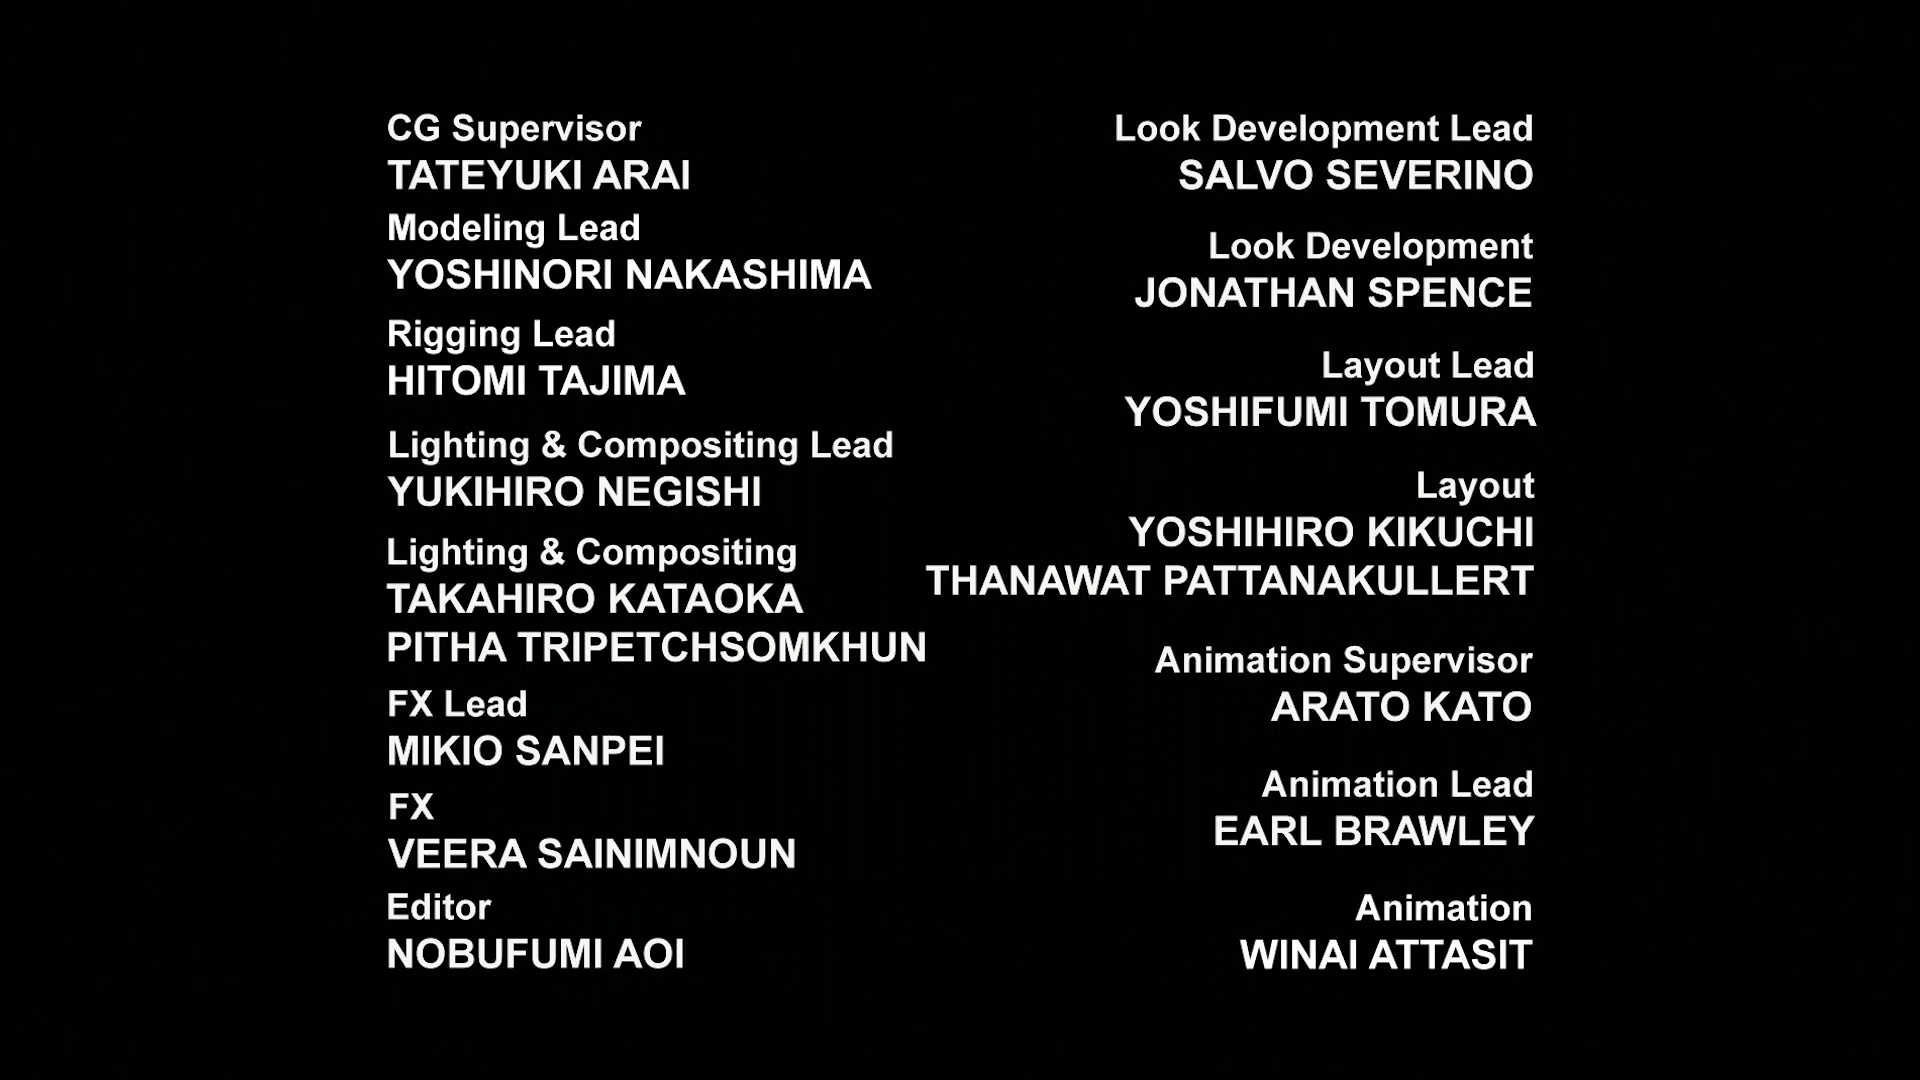 CG Supervisor
TATEYUKI ARAI
Modeling Lead
YOSHINORI NAKASHIMA
Rigging Lead
HITOMI TAJIMA
Lighting & Compositing Lead
YUKIHIRO NEGISHI
Lighting & Compositing
TAKAHIRO KATAOKA
PITHA TRIPETCHSOMKHUN
FX Lead
MIKIO SANPEI
FX
VEERA SAINIMNOUN
Editor
NOBUFUMI AOI
Look Development Lead
SALVO SEVERINO
Look Development
JONATHAN SPENCE
Layout Lead
YOSHIFUMI TOMURA
Layout
YOSHIHIRO KIKUCHI
THANAWAT PATTANAKULLERT
Animation Supervisor
ARATO KATO
Animation Lead
EARL BRAWLEY
Animation
WINAI ATTASIT